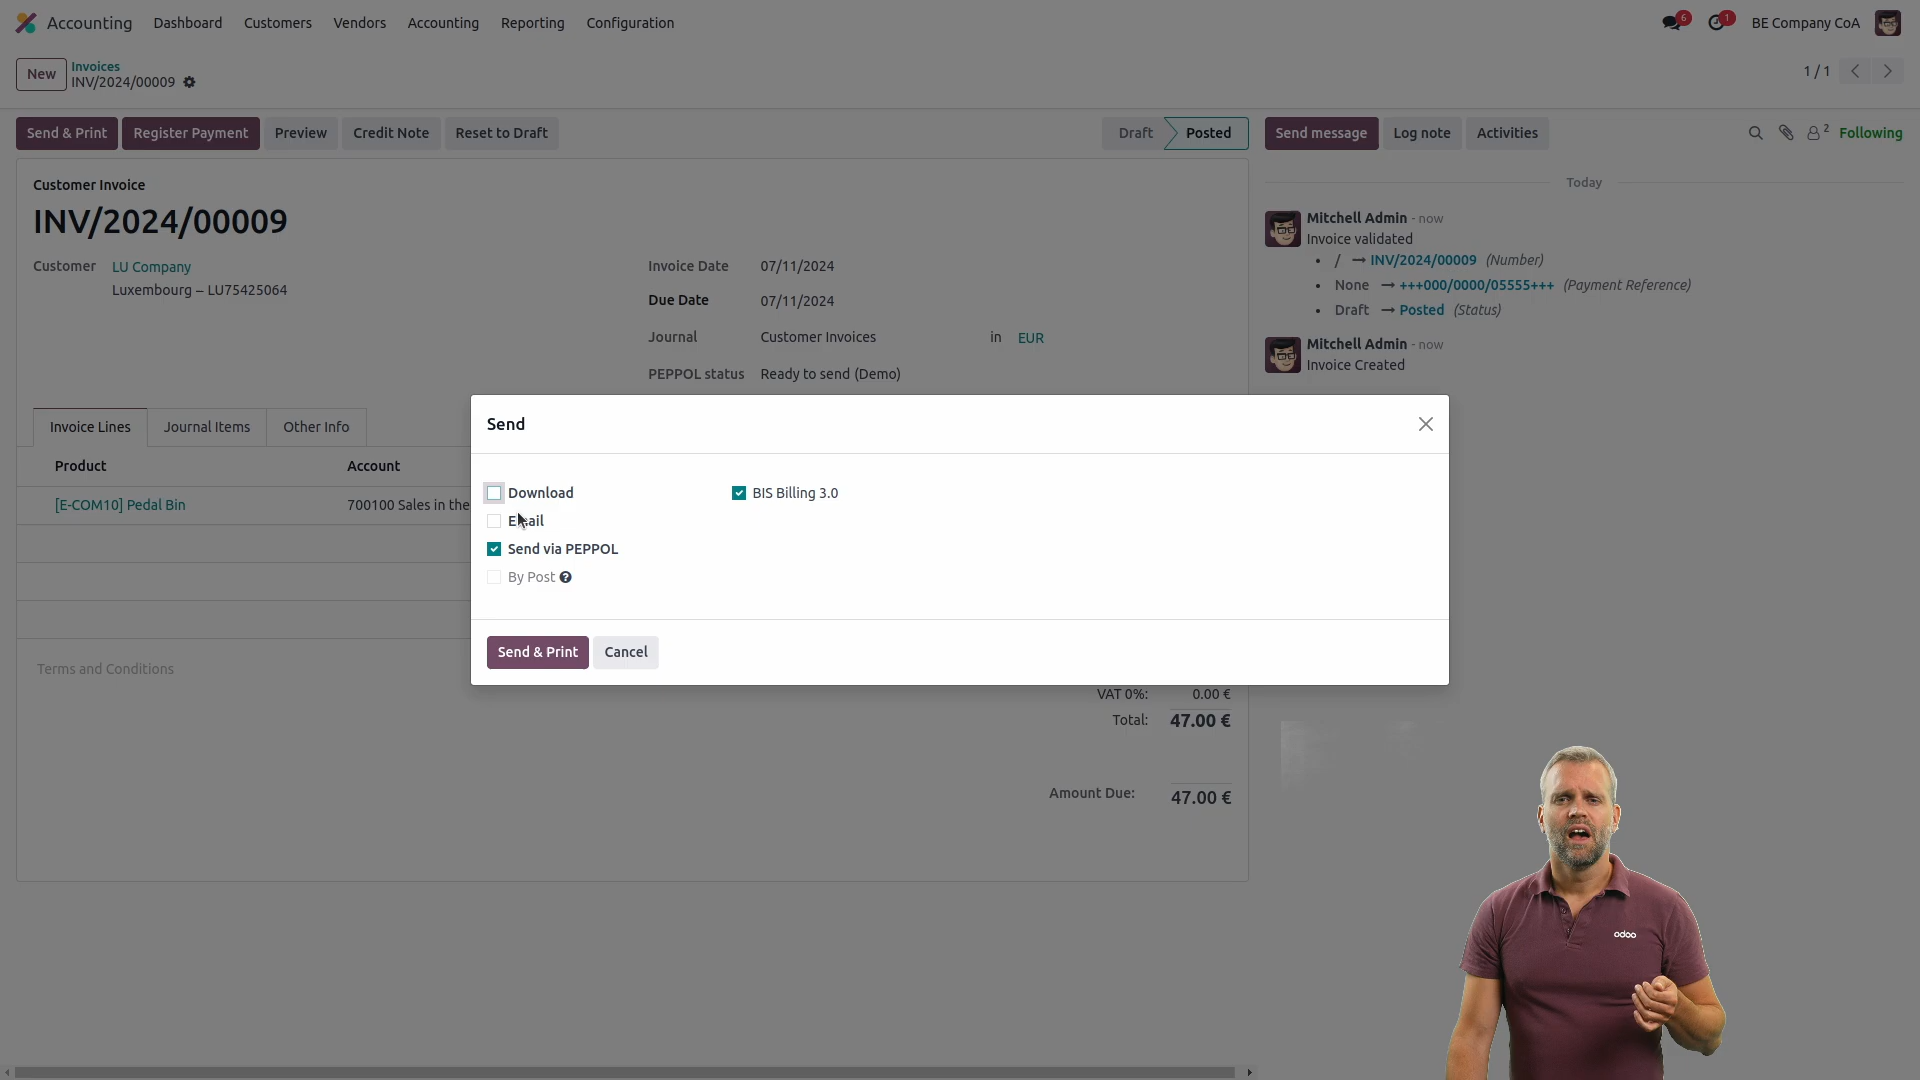 Accounting Dashboard Customers Vendors Accounting Reporting Configuration 6 1 BE Company CoA
New Invoices
INV/2024/00009 1 / 1
Send & Print Register Payment Preview Credit Note Reset to Draft Draft Posted Send message Log note Activities 2 Following
Today
Customer Invoice
INV/2024/00009
Customer LU Company
Luxembourg – LU75425064
Invoice Date 07/11/2024
Due Date 07/11/2024
Journal Customer Invoices in EUR
PEPPOL status Ready to send (Demo)
Mitchell Admin - now
Invoice validated
• / → INV/2024/00009 (Number)
• None → +++000/0000/05555+++ (Payment Reference)
• Draft → Posted (Status)
Mitchell Admin - now
Invoice Created
Invoice Lines Journal Items Other Info
Product Account
[E-COM10] Pedal Bin 700100 Sales in the
Terms and Conditions
Send
Download BIS Billing 3.0
Email
Send via PEPPOL
By Post ?
Send & Print Cancel
VAT 0%: 0.00 €
Total: 47.00 €
Amount Due: 47.00 €
odoo